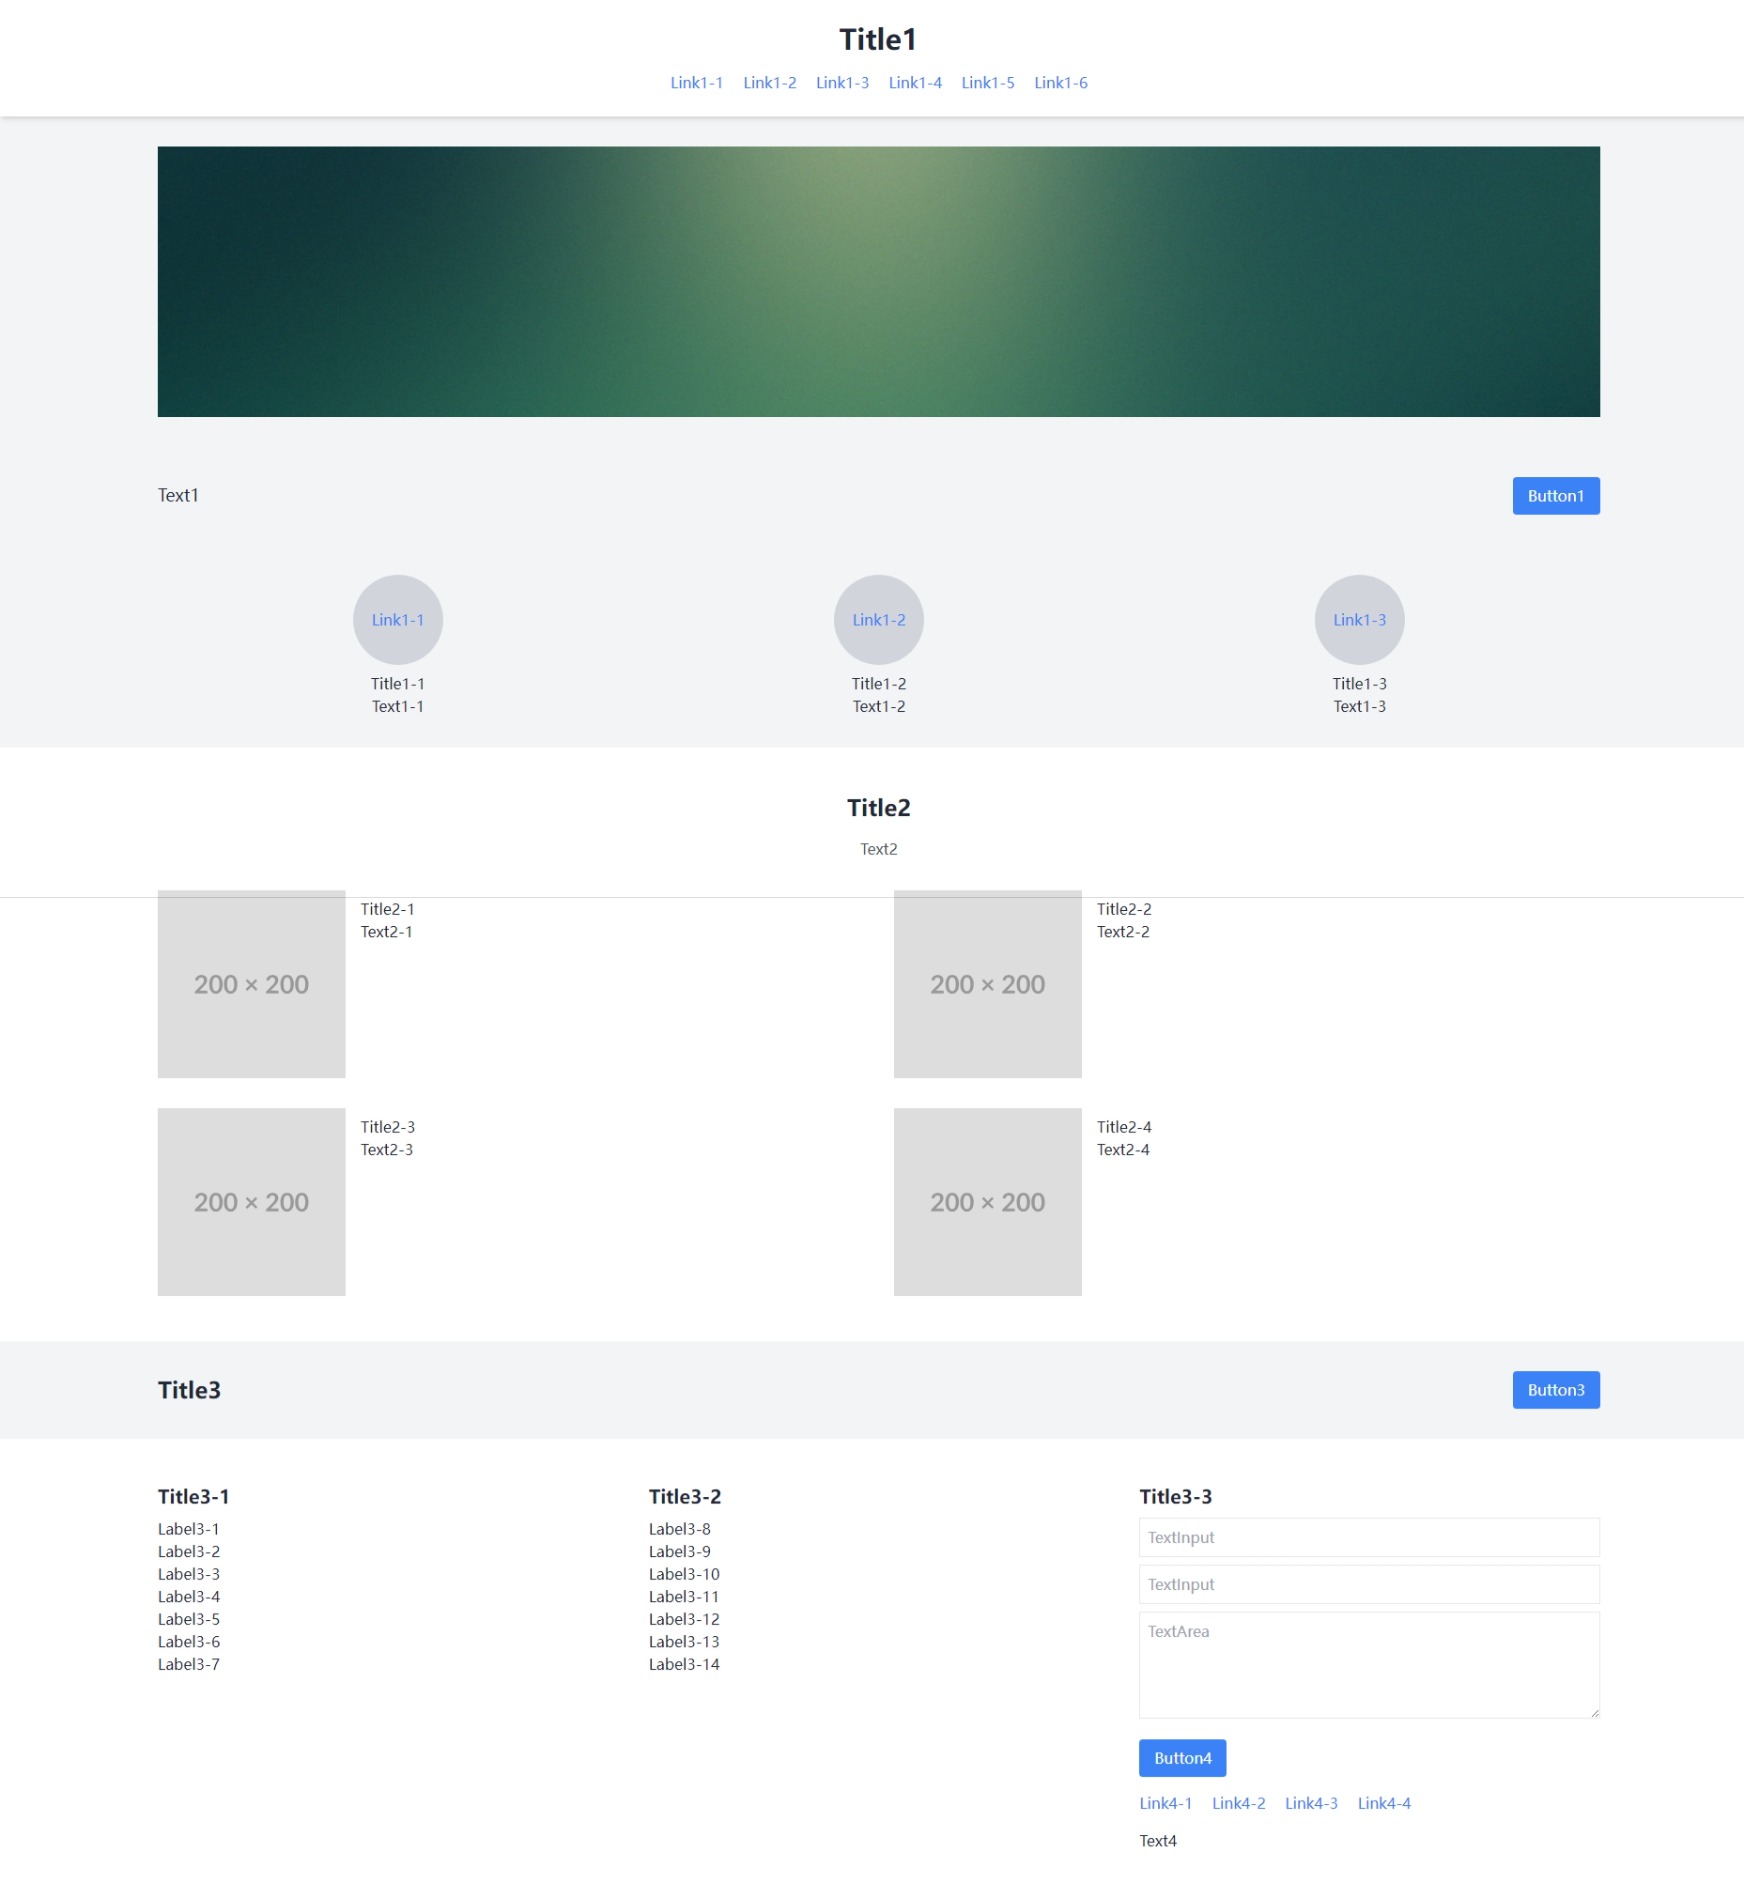 Title1
Link1-1 Link1-2 Link1-3 Link1-4 Link1-5 Link1-6
Text1
Button1
Link1-1
Title1-1
Text1-1
Link1-2
Title1-2
Text1-2
Link1-3
Title1-3
Text1-3
Title2
Text2
200 × 200
Title2-1
Text2-1
200 × 200
Title2-2
Text2-2
200 × 200
Title2-3
Text2-3
200 × 200
Title2-4
Text2-4
Title3
Button3
Title3-1
Label3-1
Label3-2
Label3-3
Label3-4
Label3-5
Label3-6
Label3-7
Title3-2
Label3-8
Label3-9
Label3-10
Label3-11
Label3-12
Label3-13
Label3-14
Title3-3
TextInput
TextInput
TextArea
Button4
Link4-1 Link4-2 Link4-3 Link4-4
Text4